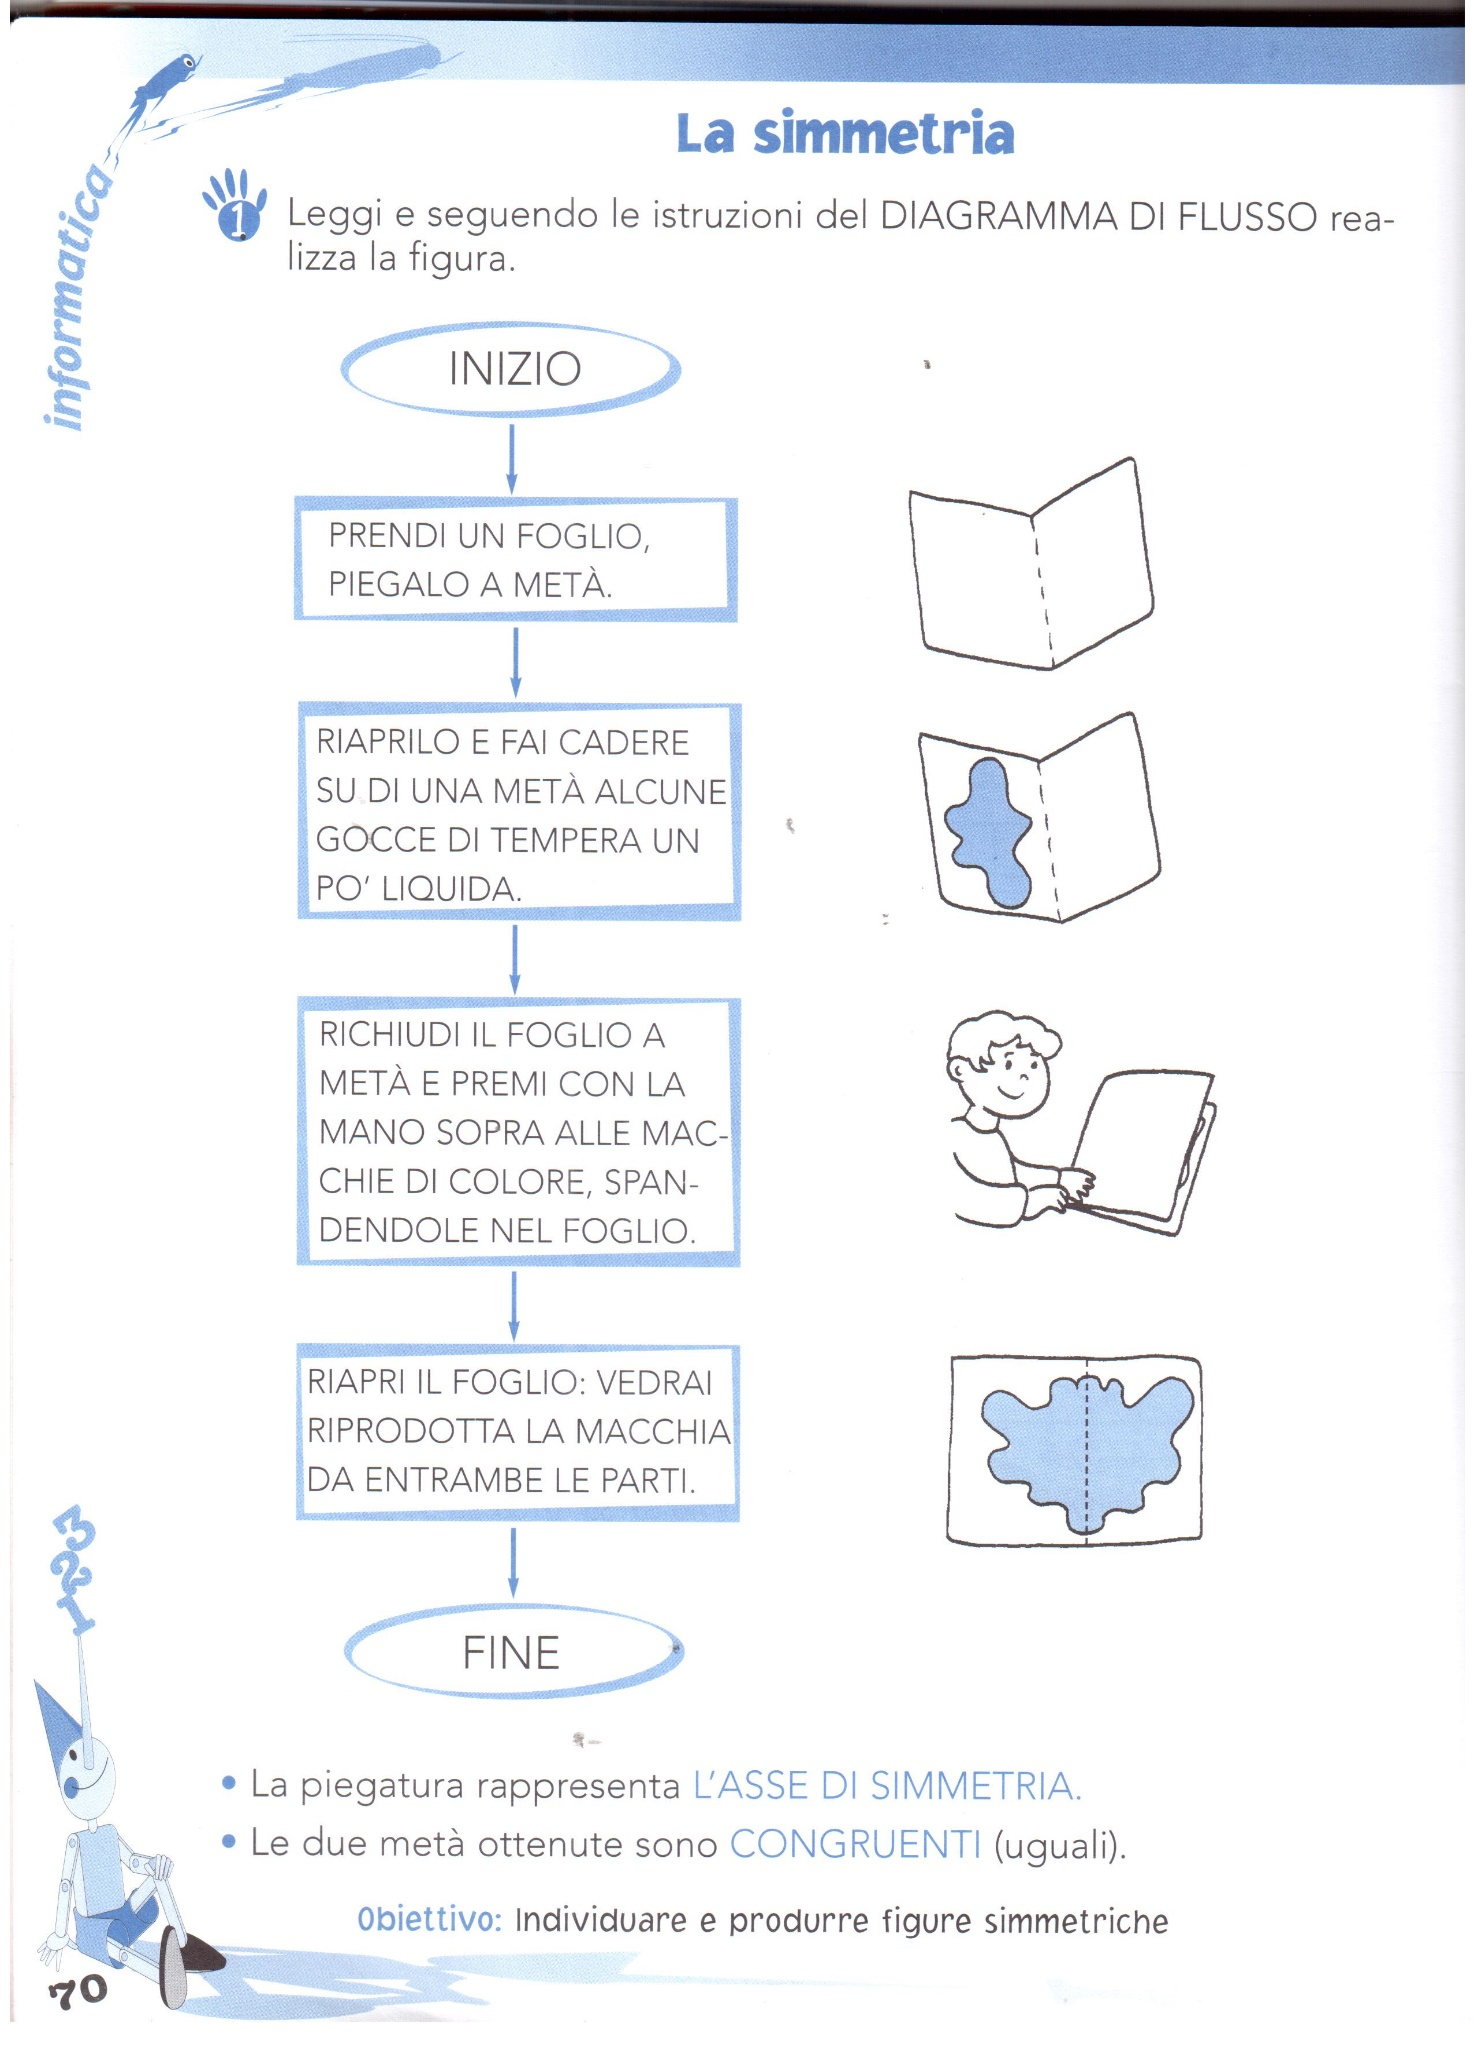 La simmetria
informatica
1.
Leggi e seguendo le istruzioni del DIAGRAMMA DI FLUSSO rea-
lizza la figura.
INIZIO
PRENDI UN FOGLIO,
PIEGALO A METÀ.
RIAPRILO E FAI CADERE
SU DI UNA METÀ ALCUNE
GOCCE DI TEMPERA UN
PO’ LIQUIDA.
RICHIUDI IL FOGLIO A
METÀ E PREMI CON LA
MANO SOPRA ALLE MAC-
CHIE DI COLORE, SPAN-
DENDOLE NEL FOGLIO.
RIAPRI IL FOGLIO: VEDRAI
RIPRODOTTA LA MACCHIA
DA ENTRAMBE LE PARTI.
FINE
3
2
1
• La piegatura rappresenta L’ASSE DI SIMMETRIA.
• Le due metà ottenute sono CONGRUENTI (uguali).
Obiettivo: Individuare e produrre figure simmetriche
70